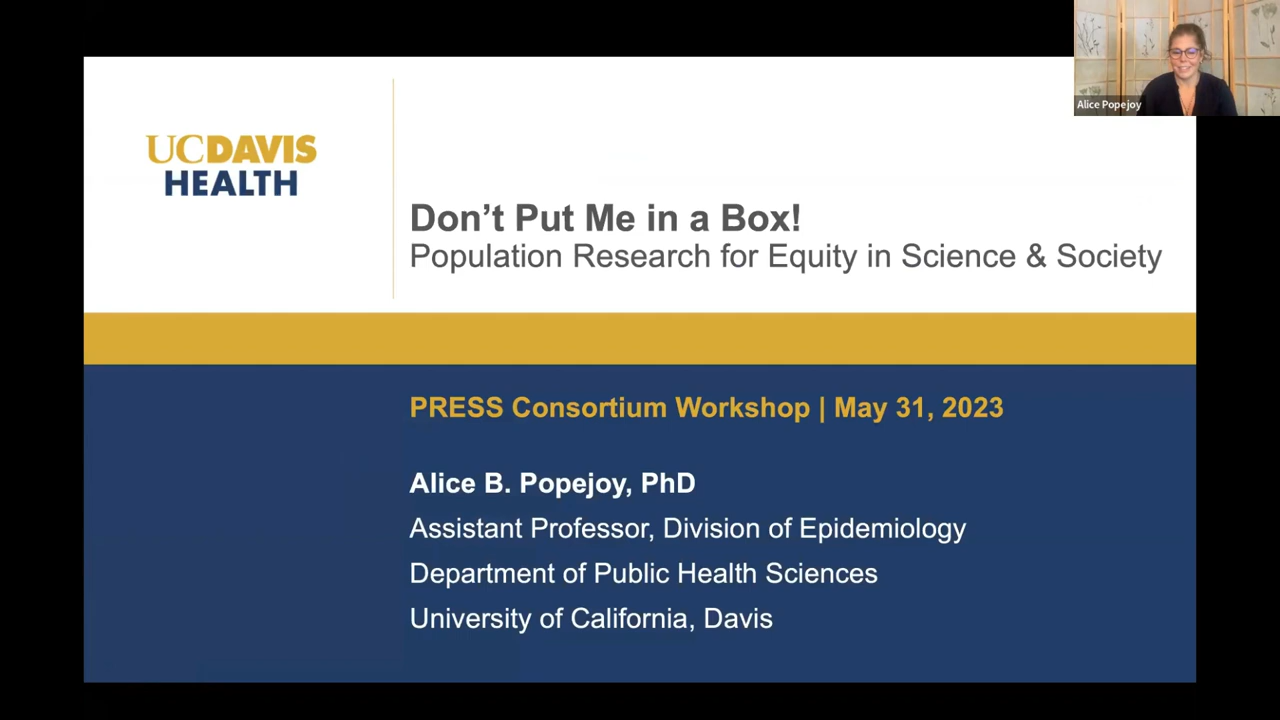 Alice Popejoy
UCDAVIS
HEALTH
Don’t Put Me in a Box!
Population Research for Equity in Science & Society
PRESS Consortium Workshop | May 31, 2023
Alice B. Popejoy, PhD
Assistant Professor, Division of Epidemiology
Department of Public Health Sciences
University of California, Davis